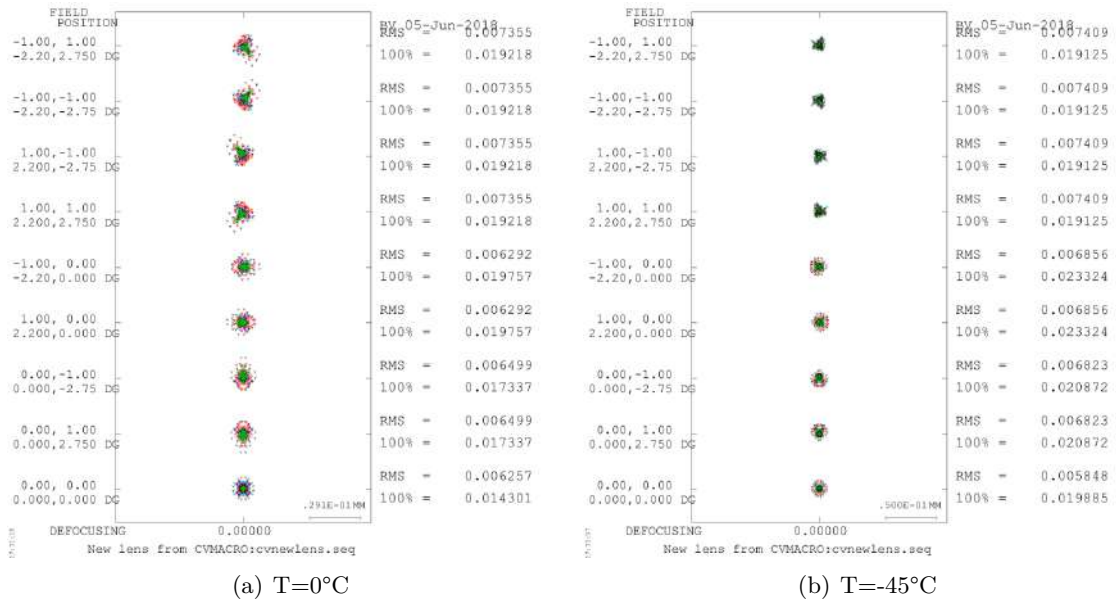 FIELD
POSITION
BV 05-Jun-2018
-1.00, 1.00
-2.20,2.750 DG
RMS = 0.007355
100% = 0.019218
-1.00,-1.00
-2.20,-2.75 DG
RMS = 0.007355
100% = 0.019218
1.00,-1.00
2.200,-2.75 DG
RMS = 0.007355
100% = 0.019218
1.00, 1.00
2.200,2.750 DG
RMS = 0.007355
100% = 0.019218
-1.00, 0.00
-2.20,0.000 DG
RMS = 0.006292
100% = 0.019757
1.00, 0.00
2.200,0.000 DG
RMS = 0.006292
100% = 0.019757
0.00,-1.00
0.000,-2.75 DG
RMS = 0.006499
100% = 0.017337
0.00, 1.00
0.000,2.750 DG
RMS = 0.006499
100% = 0.017337
0.00, 0.00
0.000,0.000 DG
RMS = 0.006257
100% = 0.014301
.291E-01MM
DEFOCUSING 0.00000
New lens from CVMACRO:cvnewlens.seq
(a) T=0°C
FIELD
POSITION
BV 05-Jun-2018
-1.00, 1.00
-2.20,2.750 DG
RMS = 0.007409
100% = 0.019125
-1.00,-1.00
-2.20,-2.75 DG
RMS = 0.007409
100% = 0.019125
1.00,-1.00
2.200,-2.75 DG
RMS = 0.007409
100% = 0.019125
1.00, 1.00
2.200,2.750 DG
RMS = 0.007409
100% = 0.019125
-1.00, 0.00
-2.20,0.000 DG
RMS = 0.006856
100% = 0.023324
1.00, 0.00
2.200,0.000 DG
RMS = 0.006856
100% = 0.023324
0.00,-1.00
0.000,-2.75 DG
RMS = 0.006823
100% = 0.020872
0.00, 1.00
0.000,2.750 DG
RMS = 0.006823
100% = 0.020872
0.00, 0.00
0.000,0.000 DG
RMS = 0.005848
100% = 0.019885
.500E-01MM
DEFOCUSING 0.00000
New lens from CVMACRO:cvnewlens.seq
(b) T=-45°C